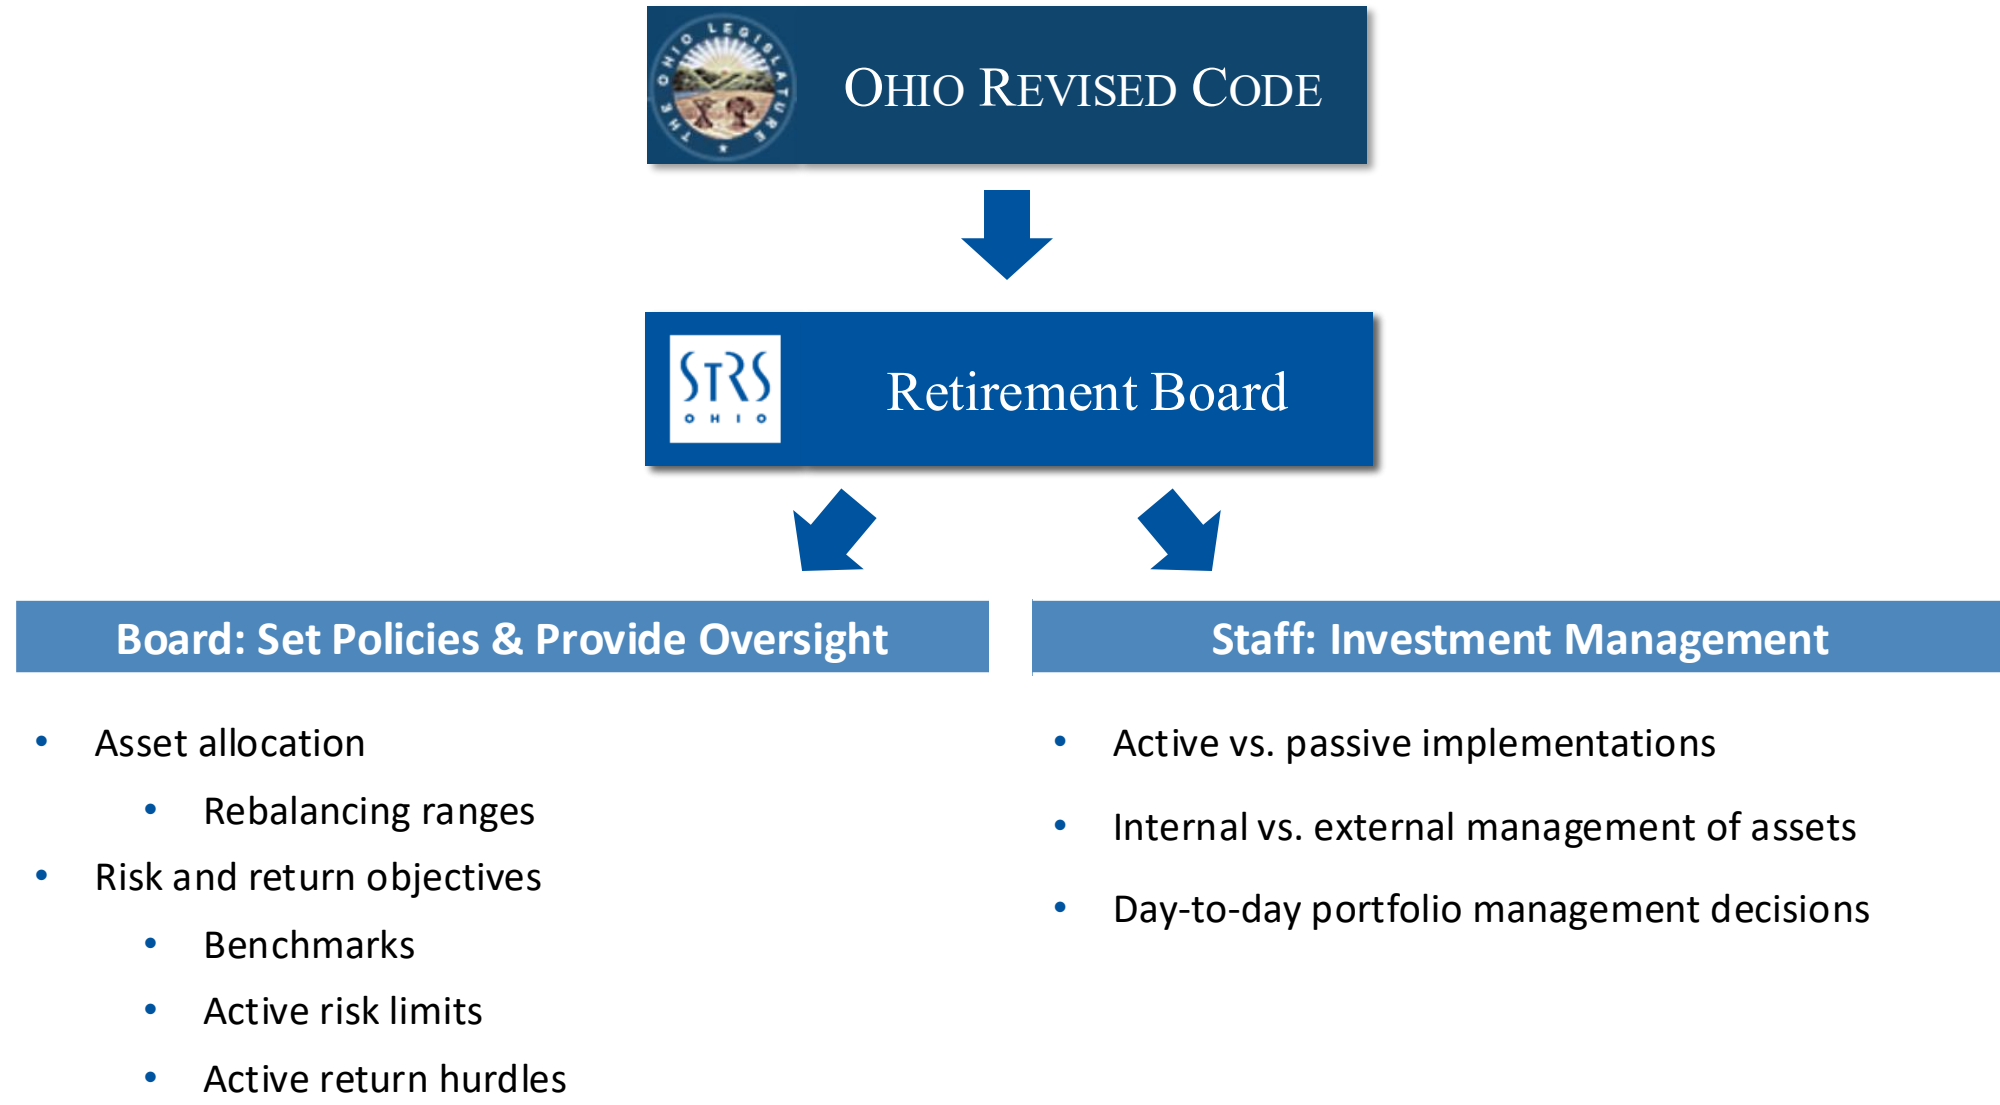 THE OHIO LEGISLATURE
OHIO REVISED CODE
STRS
OHIO
Retirement Board
Board: Set Policies & Provide Oversight
Staff: Investment Management
• Asset allocation
• Rebalancing ranges
• Risk and return objectives
• Benchmarks
• Active risk limits
• Active return hurdles
• Active vs. passive implementations
• Internal vs. external management of assets
• Day-to-day portfolio management decisions